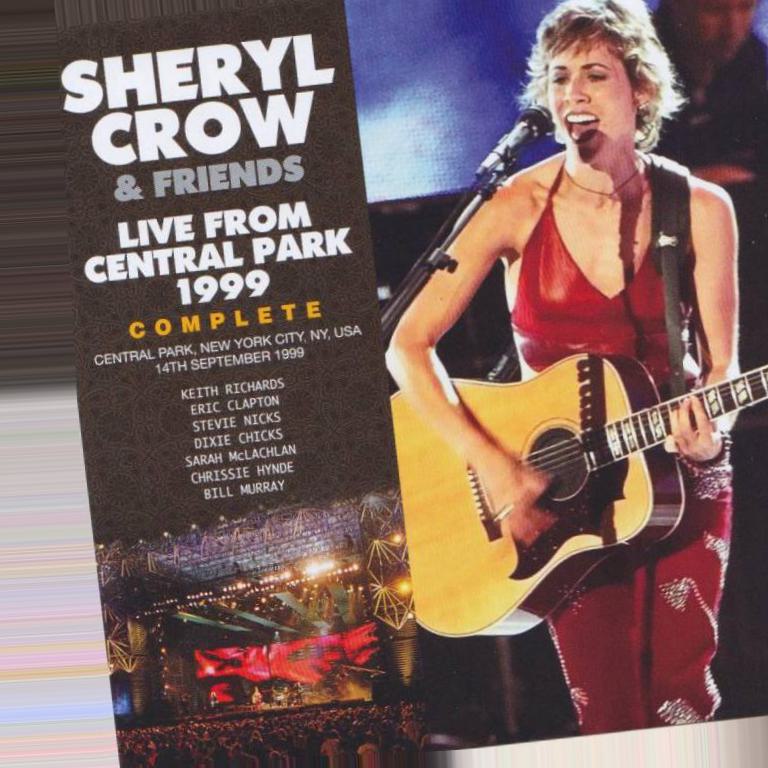 SHERYL
CROW
& FRIENDS
LIVE FROM
CENTRAL PARK
1999
COMPLETE
CENTRAL PARK, NEW YORK CITY, NY, USA
14TH SEPTEMBER 1999
KEITH RICHARDS
ERIC CLAPTON
STEVIE NICKS
DIXIE CHICKS
SARAH McLACHLAN
CHRISSIE HYNDE
BILL MURRAY